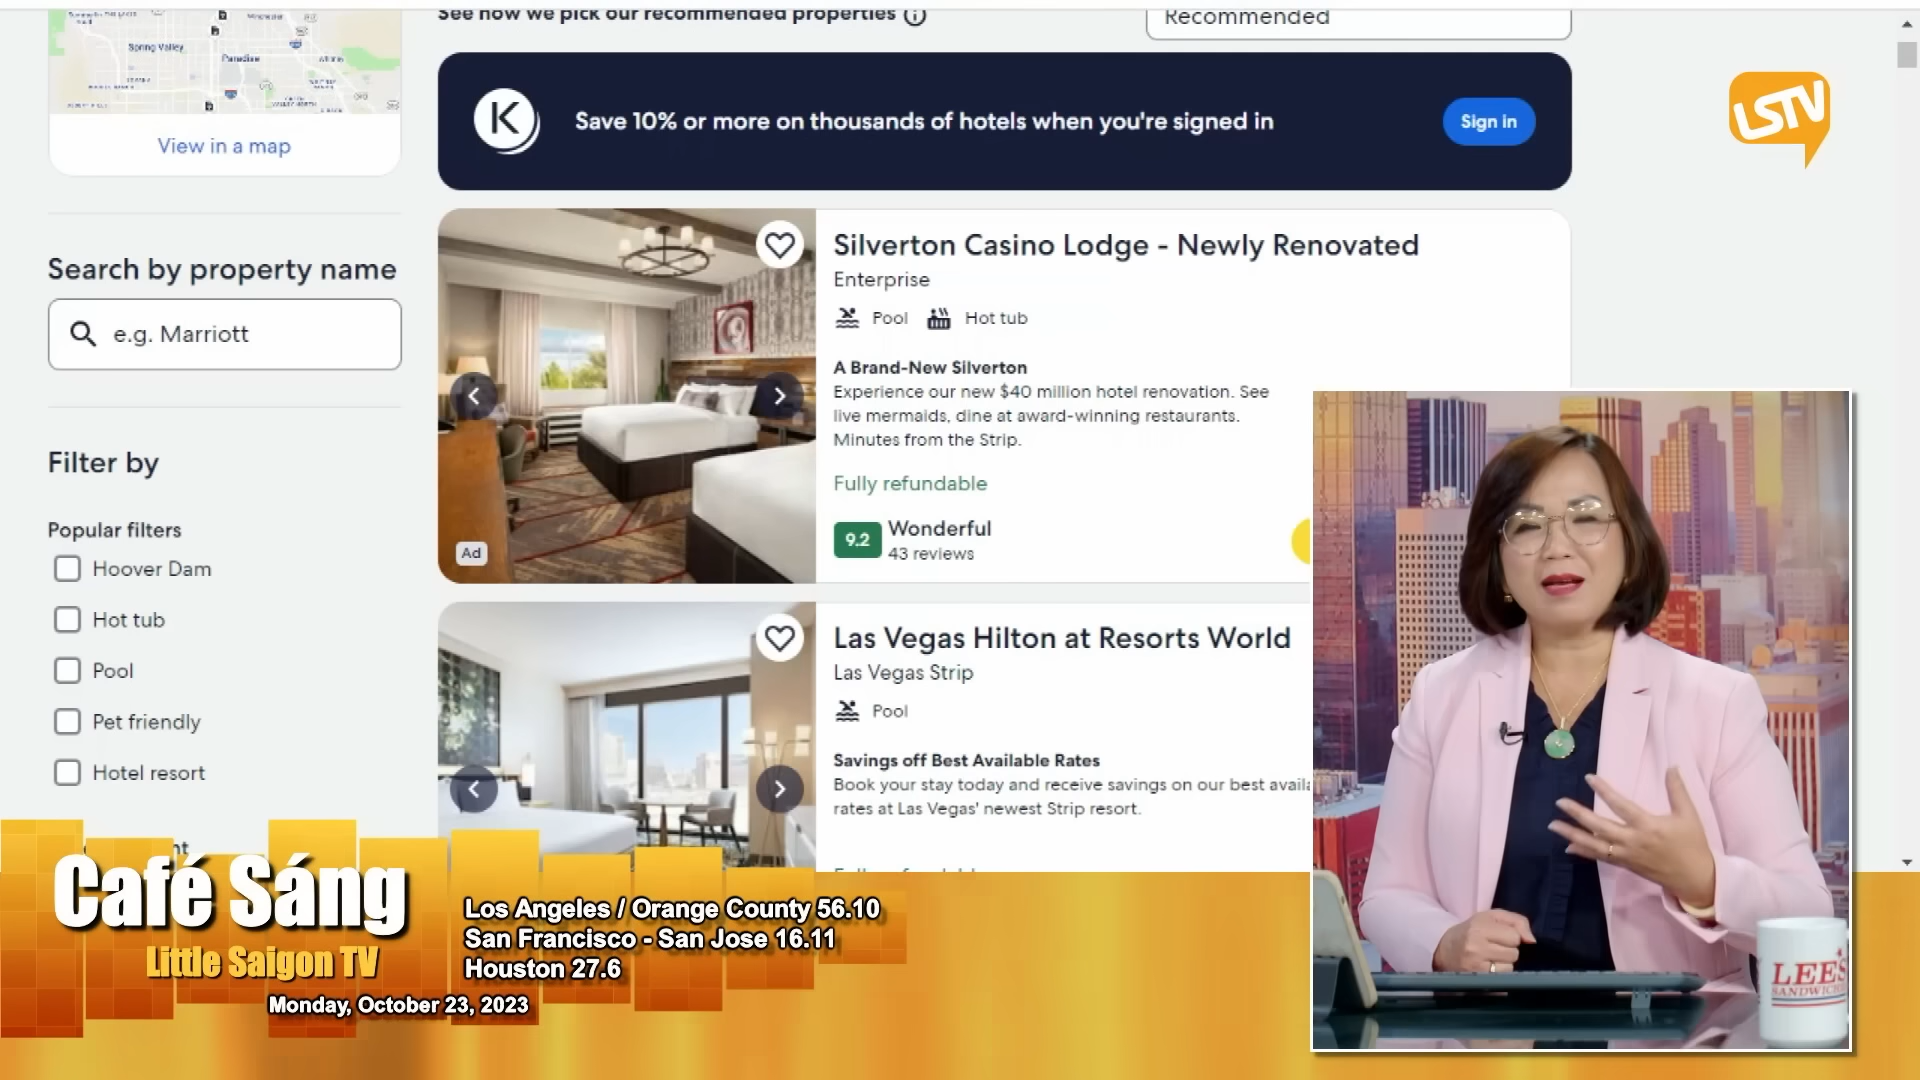 See how we pick our recommended properties
Recommended
Spring Valley
Paradise
View in a map
K
Save 10% or more on thousands of hotels when you're signed in
Sign in
LSTV
Search by property name
e.g. Marriott
Filter by
Popular filters
Hoover Dam
Hot tub
Pool
Pet friendly
Hotel resort
nt
Silverton Casino Lodge - Newly Renovated
Enterprise
Pool
Hot tub
A Brand-New Silverton
Experience our new $40 million hotel renovation. See
live mermaids, dine at award-winning restaurants.
Minutes from the Strip.
Fully refundable
9.2
Wonderful
43 reviews
Ad
Las Vegas Hilton at Resorts World
Las Vegas Strip
Pool
Savings off Best Available Rates
Book your stay today and receive savings on our best availa
rates at Las Vegas' newest Strip resort.
Café Sáng
Little Saigon TV
Los Angeles / Orange County 56.10
San Francisco - San Jose 16.11
Houston 27.6
Monday, October 23, 2023
LEE'S
SANDWICH